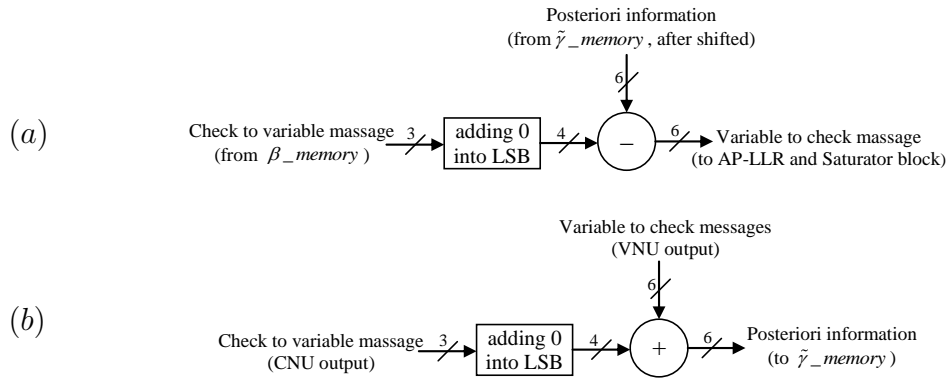 Posteriori information
(from γ̃_memory, after shifted)
6
(a)
Check to variable massage
(from β_memory)
3
adding 0
into LSB
4
−
6
Variable to check massage
(to AP-LLR and Saturator block)
Variable to check messages
(VNU output)
6
(b)
Check to variable massage
(CNU output)
3
adding 0
into LSB
4
+
6
Posteriori information
(to γ̃_memory)